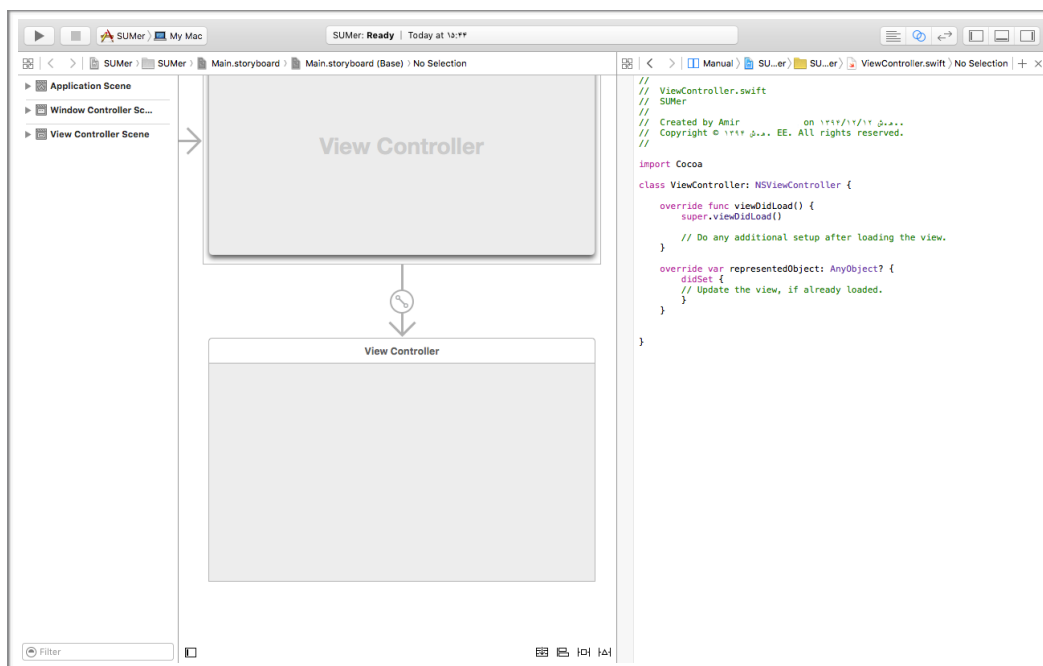 SUMer 〉 My Mac
SUMer: Ready | Today at ۱۵:۴۴
SUMer 〉 SUMer 〉 Main.storyboard 〉 Main.storyboard (Base) 〉 No Selection
Manual 〉 SU...er 〉 SU...er 〉 ViewController.swift 〉 No Selection
Application Scene
Window Controller Sc...
View Controller Scene
View Controller
View Controller
Filter
//
//  ViewController.swift
//  SUMer
//
//  Created by Amir on ۱۳۹۴/۱۲/۱۲ ه‍.ش..
//  Copyright © ۱۳۹۴ ه‍.ش. EE. All rights reserved.
//
import Cocoa
class ViewController: NSViewController {
    override func viewDidLoad() {
        super.viewDidLoad()
        // Do any additional setup after loading the view.
    }
    override var representedObject: AnyObject? {
        didSet {
        // Update the view, if already loaded.
        }
    }
}